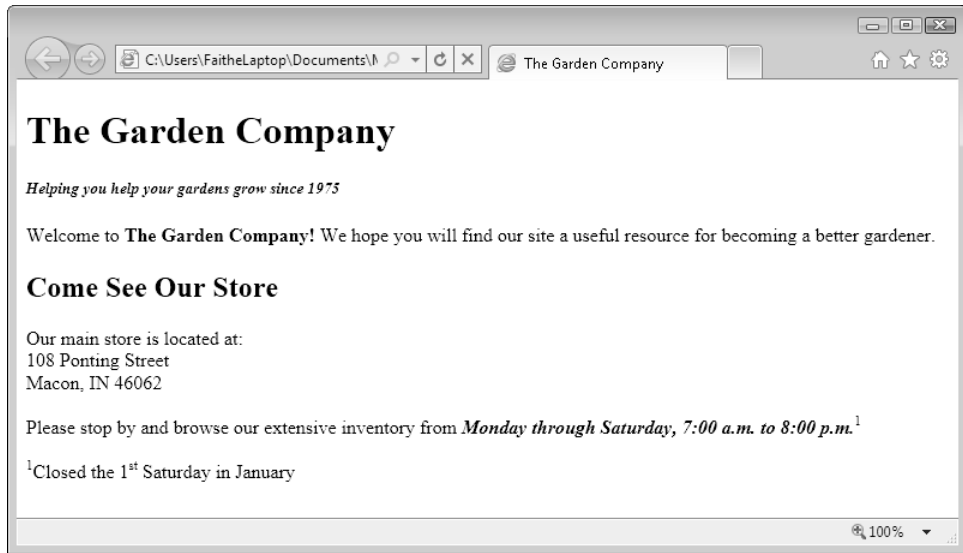 C:\Users\FaitheLaptop\Documents\M
The Garden Company
The Garden Company
Helping you help your gardens grow since 1975
Welcome to The Garden Company! We hope you will find our site a useful resource for becoming a better gardener.
Come See Our Store
Our main store is located at:
108 Ponting Street
Macon, IN 46062
Please stop by and browse our extensive inventory from Monday through Saturday, 7:00 a.m. to 8:00 p.m.¹
¹Closed the 1st Saturday in January
100%